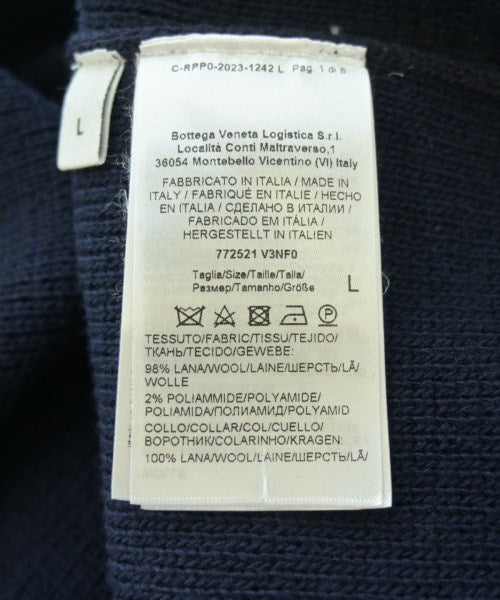 C-RPP0-2023-1242 L Pag. 1 di 8
L
Bottega Veneta Logistica S.r.l.
Località Conti Maltraverso,1
36054 Montebello Vicentino (VI) Italy
FABBRICATO IN ITALIA / MADE IN
ITALY / FABRIQUÉ EN ITALIE / HECHO
EN ITALIA / СДЕЛАНО В ИТАЛИИ /
FABRICADO EM ITÁLIA /
HERGESTELLT IN ITALIEN
772521 V3NF0
Taglia/Size/Taille/Talla/
Размер/Tamanho/Größe L
P
TESSUTO/FABRIC/TISSU/TEJIDO/
ТКАНЬ/TECIDO/GEWEBE:
98% LANA/WOOL/LAINE/ШЕРСТЬ/LÃ/
WOLLE
2% POLIAMMIDE/POLYAMIDE/
POLIAMIDA/ПОЛИАМИД/POLYAMID
COLLO/COLLAR/COL/CUELLO/
ВОРОТНИК/COLARINHO/KRAGEN:
100% LANA/WOOL/LAINE/ШЕРСТЬ/LÃ/